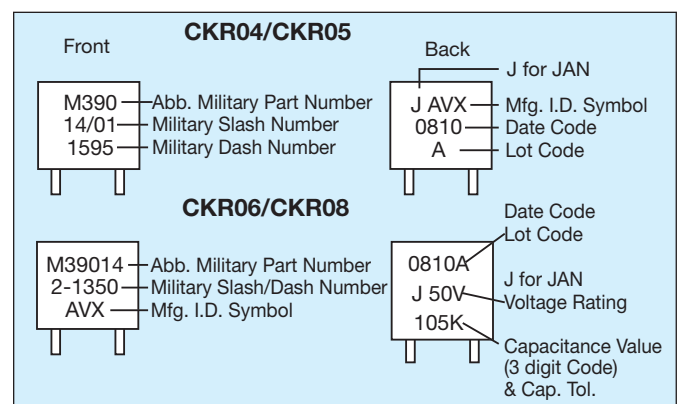 CKR04/CKR05
Front
M390
14/01
1595
Abb. Military Part Number
Military Slash Number
Military Dash Number
Back
J for JAN
J AVX
0810
A
Mfg. I.D. Symbol
Date Code
Lot Code
CKR06/CKR08
M39014
2-1350
AVX
Abb. Military Part Number
Military Slash/Dash Number
Mfg. I.D. Symbol
0810A
J 50V
105K
Date Code
Lot Code
J for JAN
Voltage Rating
Capacitance Value
(3 digit Code)
& Cap. Tol.